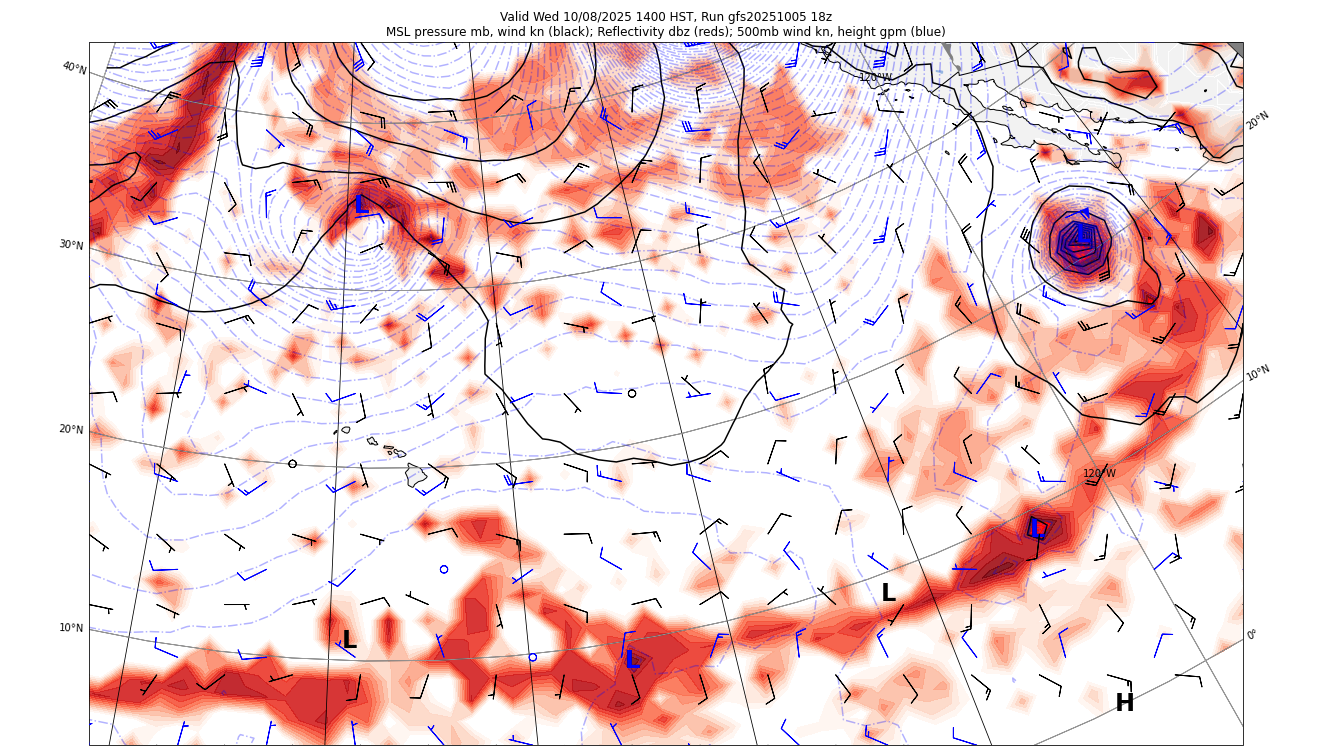 Valid Wed 10/08/2025 1400 HST, Run gfs20251005 18z
MSL pressure mb, wind kn (black); Reflectivity dbz (reds); 500mb wind kn, height gpm (blue)
40°N
120°W
20°N
L
30°N
10°N
20°N
120°W
L
L
10°N
L
L
0°
H